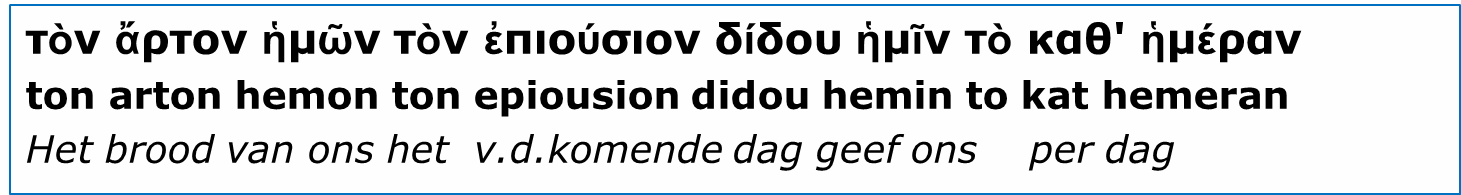 τὸν ἄρτον ἡμῶν τὸν ἐπιούσιον δίδου ἡμῖν τὸ καθ' ἡμέραν
ton arton hemon ton epiousion didou hemin to kat hemeran
Het brood van ons het v.d.komende dag geef ons per dag